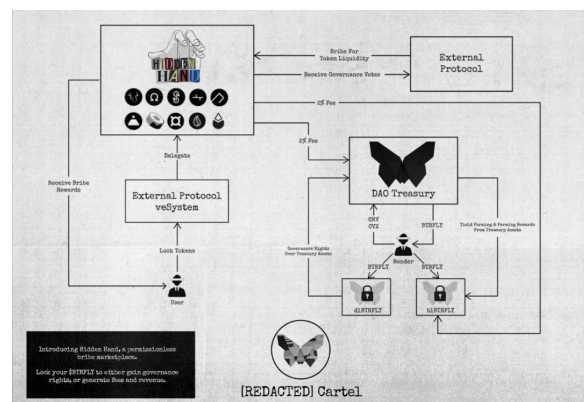 HIDDEN
HAND
Bribe For
Token Liquidity
Receive Governance Votes
External
Protocol
2% Fee
2% Fee
Delegate
Receive Bribe
Rewards
External Protocol
veSystem
DAO Treasury
Lock Tokens
CRV
CVX
BTRFLY
Yield Farming & Farming Rewards
From Treasury Assets
Governance Rights
Over Treasury Assets
Bonder
BTRFLY
BTRFLY
User
dlBTRFLY
blBTRFLY
Introducing Hidden Hand, a permissionless
bribe marketplace.
Lock your $BTRFLY to either gain governance
rights, or generate fees and revenue.
[REDACTED] Cartel